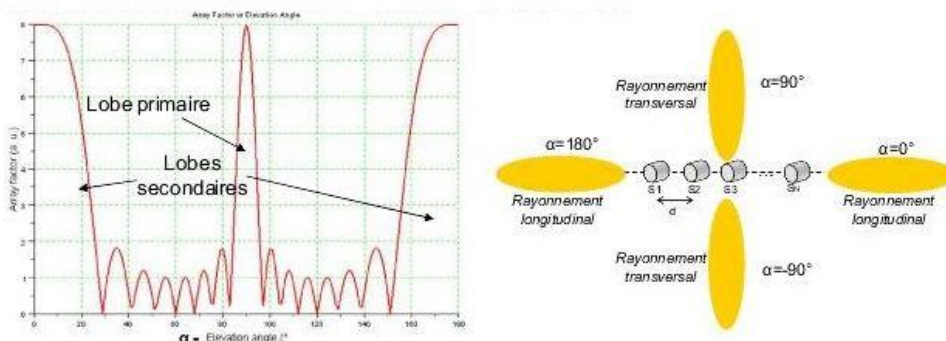 Array Factor vs Elevation Angle
Array factor (a. u.)
8
7
6
5
4
3
2
1
0
Lobe primaire
Lobes
secondaires
0 20 40 60 80 100 120 140 160 180
α - Elevation angle /°
Rayonnement
transversal
α=90°
α=180°
α=0°
S1 S2 S3 ... SN
d
Rayonnement
longitudinal
Rayonnement
longitudinal
Rayonnement
transversal
α=-90°